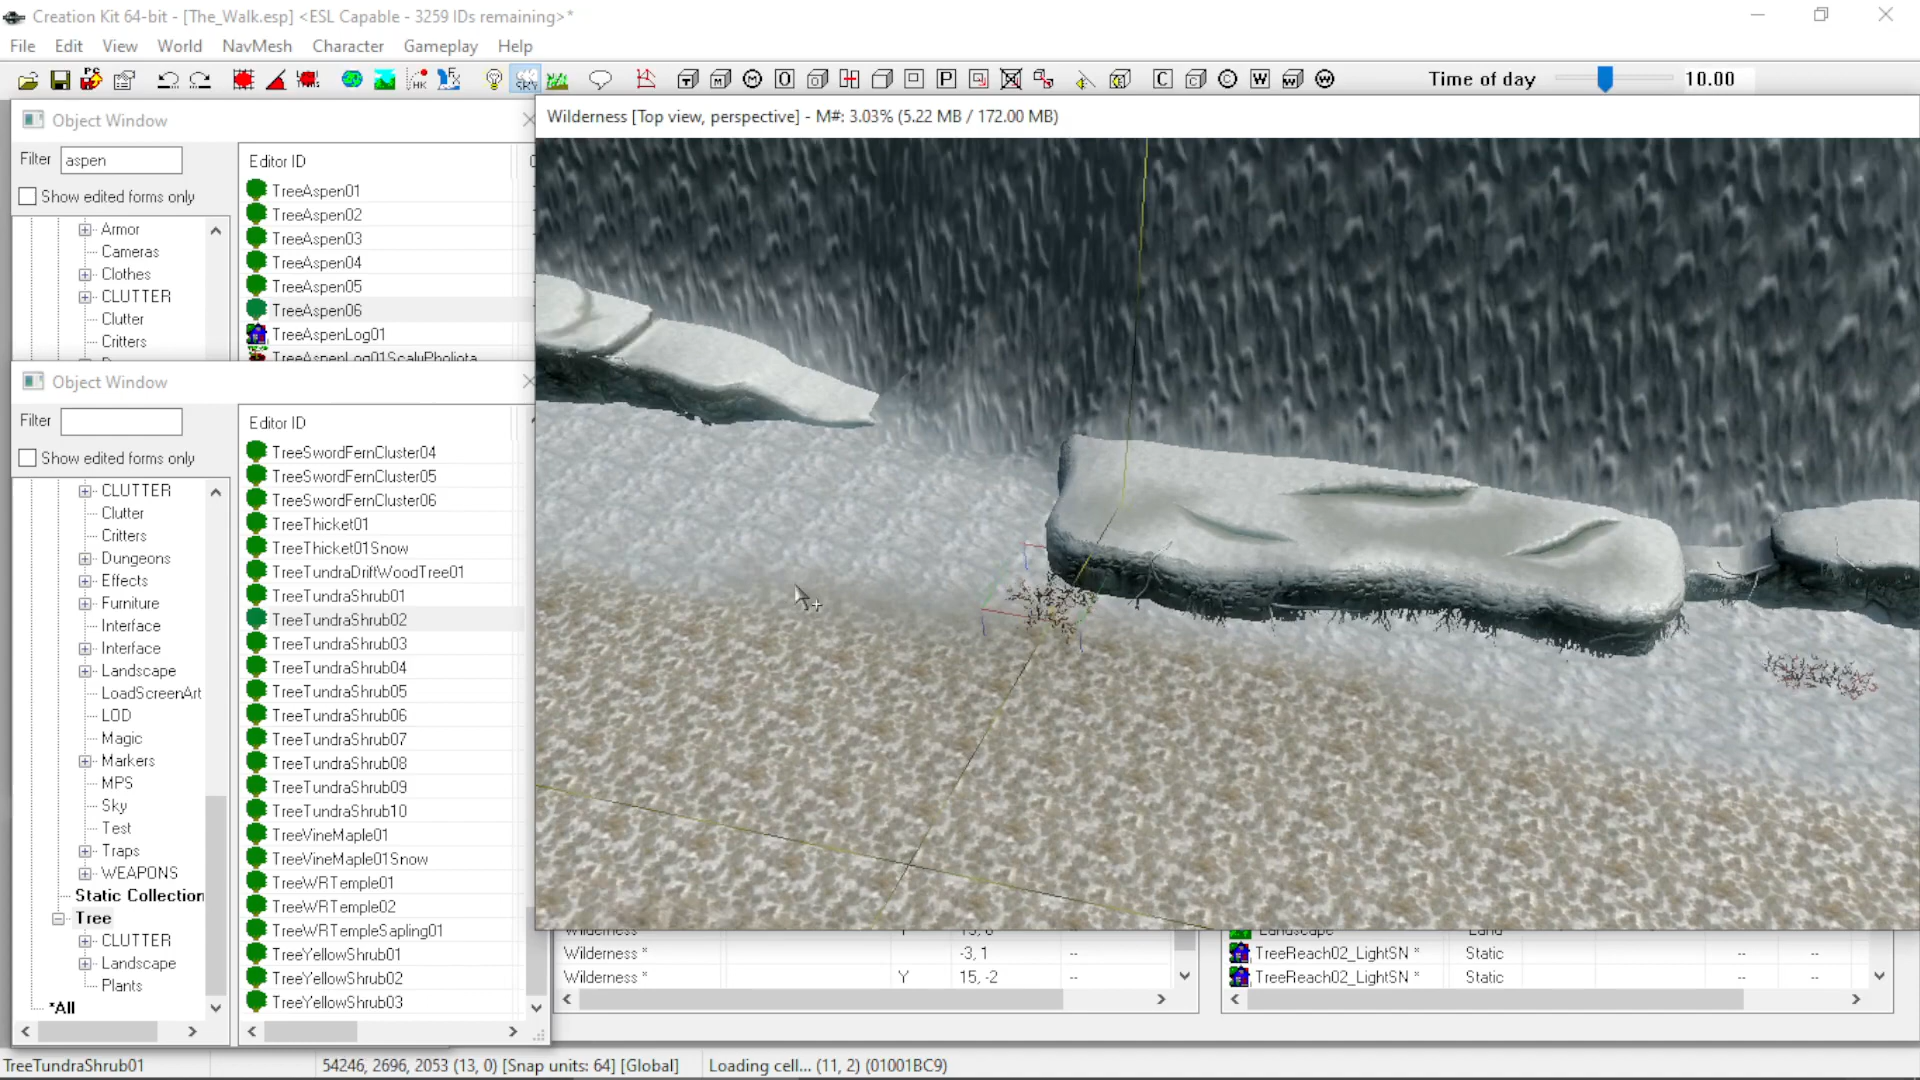 Creation Kit 64-bit - [The_Walk.esp] <ESL Capable - 3259 IDs remaining>*
File Edit View World NavMesh Character Gameplay Help
Time of day 10.00
Object Window
Filter aspen
Show edited forms only
Armor
Cameras
Clothes
CLUTTER
Clutter
Critters
Editor ID
TreeAspen01
TreeAspen02
TreeAspen03
TreeAspen04
TreeAspen05
TreeAspen06
TreeAspenLog01
TreeAspenLog01ScalyPholiota
Object Window
Filter
Show edited forms only
CLUTTER
Clutter
Critters
Dungeons
Effects
Furniture
Interface
Interface
Landscape
LoadScreenArt
LOD
Magic
Markers
MPS
Sky
Test
Traps
WEAPONS
Static Collection
Tree
CLUTTER
Landscape
Plants
*All
Editor ID
TreeSwordFernCluster04
TreeSwordFernCluster05
TreeSwordFernCluster06
TreeThicket01
TreeThicket01Snow
TreeTundraDriftWoodTree01
TreeTundraShrub01
TreeTundraShrub02
TreeTundraShrub03
TreeTundraShrub04
TreeTundraShrub05
TreeTundraShrub06
TreeTundraShrub07
TreeTundraShrub08
TreeTundraShrub09
TreeTundraShrub10
TreeVineMaple01
TreeVineMaple01Snow
TreeWRTemple01
TreeWRTemple02
TreeWRTempleSapling01
TreeYellowShrub01
TreeYellowShrub02
TreeYellowShrub03
Wilderness [Top view, perspective] - M#: 3.03% (5.22 MB / 172.00 MB)
Wilderness * -3, 1 --
Wilderness * Y 15, -2 --
Landscape Land
TreeReach02_LightSN * Static -- --
TreeReach02_LightSN * Static -- --
TreeTundraShrub01 54246, 2696, 2053 (13, 0) [Snap units: 64] [Global] Loading cell... (11, 2) (01001BC9)